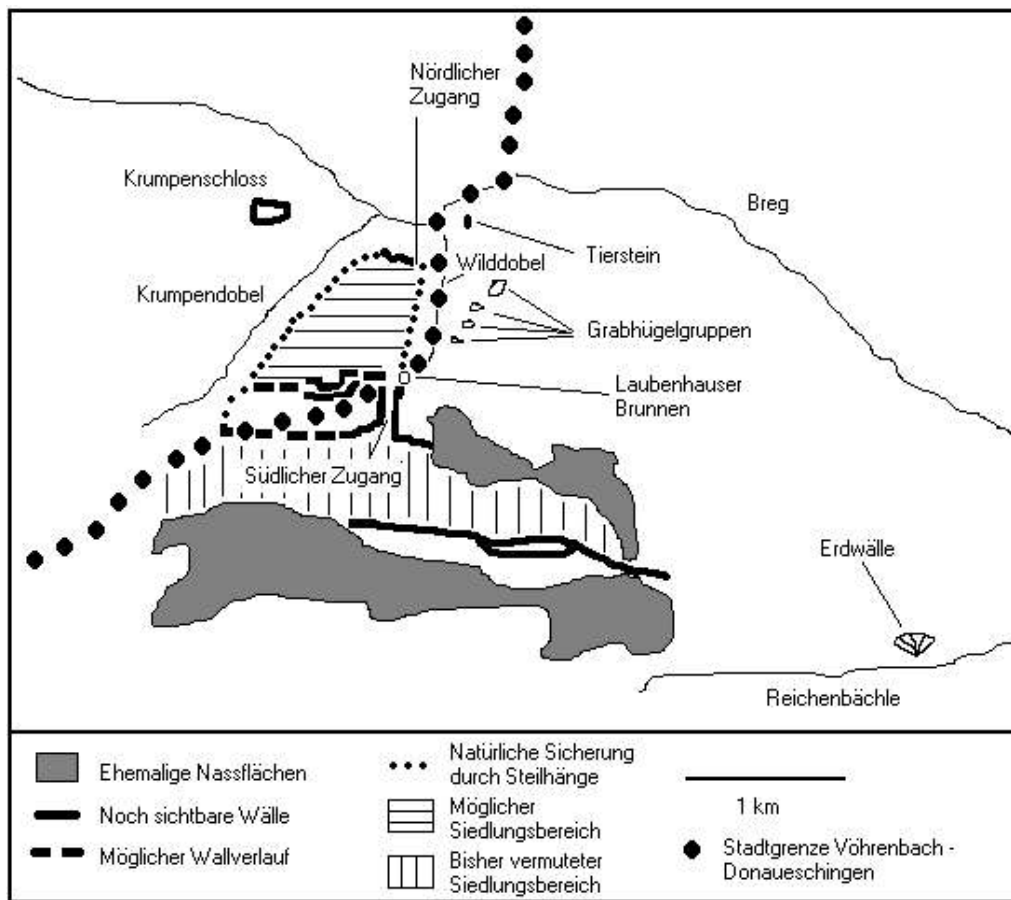 Nördlicher
Zugang
Krumpenschloss
Breg
Tierstein
Wilddobel
Krumpendobel
Grabhügelgruppen
Laubenhauser
Brunnen
Südlicher Zugang
Erdwälle
Reichenbächle
Ehemalige Nassflächen
Noch sichtbare Wälle
Möglicher Wallverlauf
Natürliche Sicherung
durch Steilhänge
Möglicher
Siedlungsbereich
Bisher vermuteter
Siedlungsbereich
1 km
Stadtgrenze Vöhrenbach -
Donaueschingen